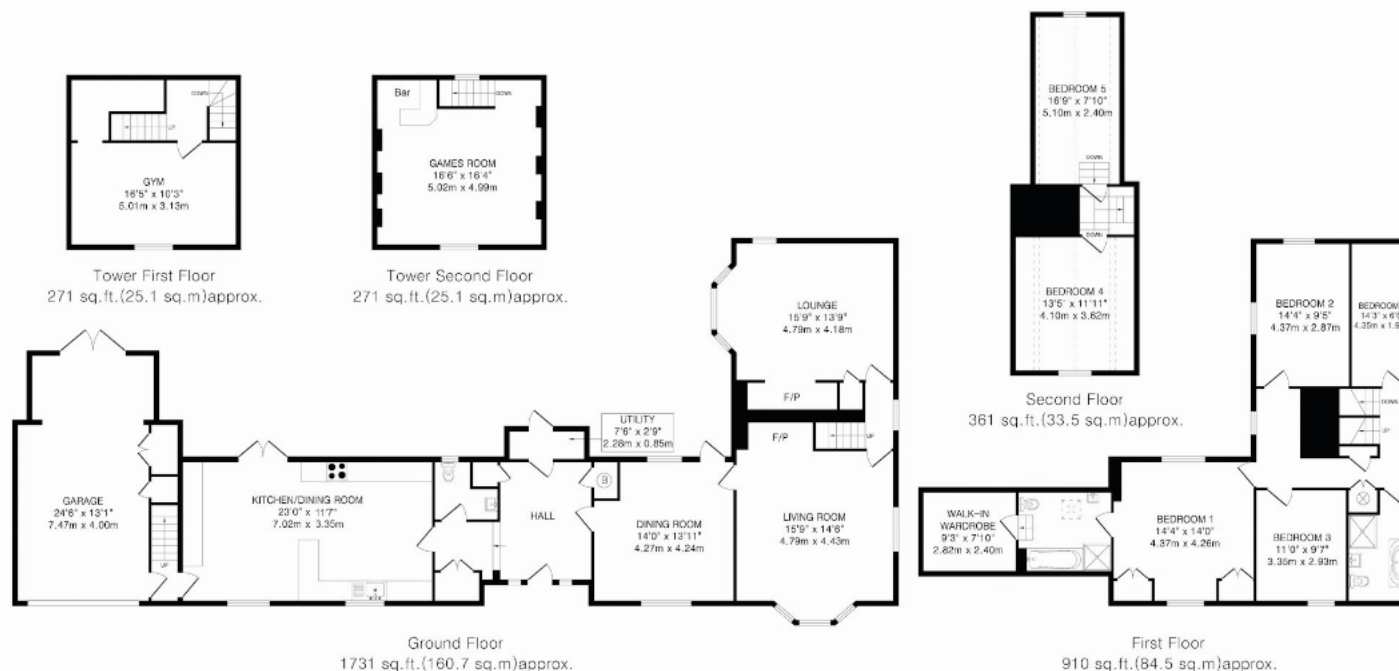 DOWN
UP
GYM
16'5" x 10'3"
5.01m x 3.13m
Tower First Floor
271 sq.ft.(25.1 sq.m)approx.
Bar
DOWN
GAMES ROOM
16'6" x 16'4"
5.02m x 4.99m
Tower Second Floor
271 sq.ft.(25.1 sq.m)approx.
BEDROOM 5
16'9" x 7'10"
5.10m x 2.40m
DOWN
DOWN
BEDROOM 4
13'5" x 11'11"
4.10m x 3.62m
Second Floor
361 sq.ft.(33.5 sq.m)approx.
GARAGE
24'6" x 13'1"
7.47m x 4.00m
UP
KITCHEN/DINING ROOM
23'0" x 11'7"
7.02m x 3.35m
UTILITY
7'6" x 2'9"
2.28m x 0.85m
HALL
B
DINING ROOM
14'0" x 13'11"
4.27m x 4.24m
LOUNGE
15'9" x 13'9"
4.79m x 4.18m
F/P
F/P
UP
LIVING ROOM
15'9" x 14'6"
4.79m x 4.43m
Ground Floor
1731 sq.ft.(160.7 sq.m)approx.
BEDROOM 2
14'4" x 9'5"
4.37m x 2.87m
BEDROOM
14'3" x 6'
4.35m x 1.9
DOWN
UP
WALK-IN
WARDROBE
9'3" x 7'10"
2.82m x 2.40m
BEDROOM 1
14'4" x 14'0"
4.37m x 4.26m
BEDROOM 3
11'0" x 9'7"
3.35m x 2.93m
First Floor
910 sq.ft.(84.5 sq.m)approx.